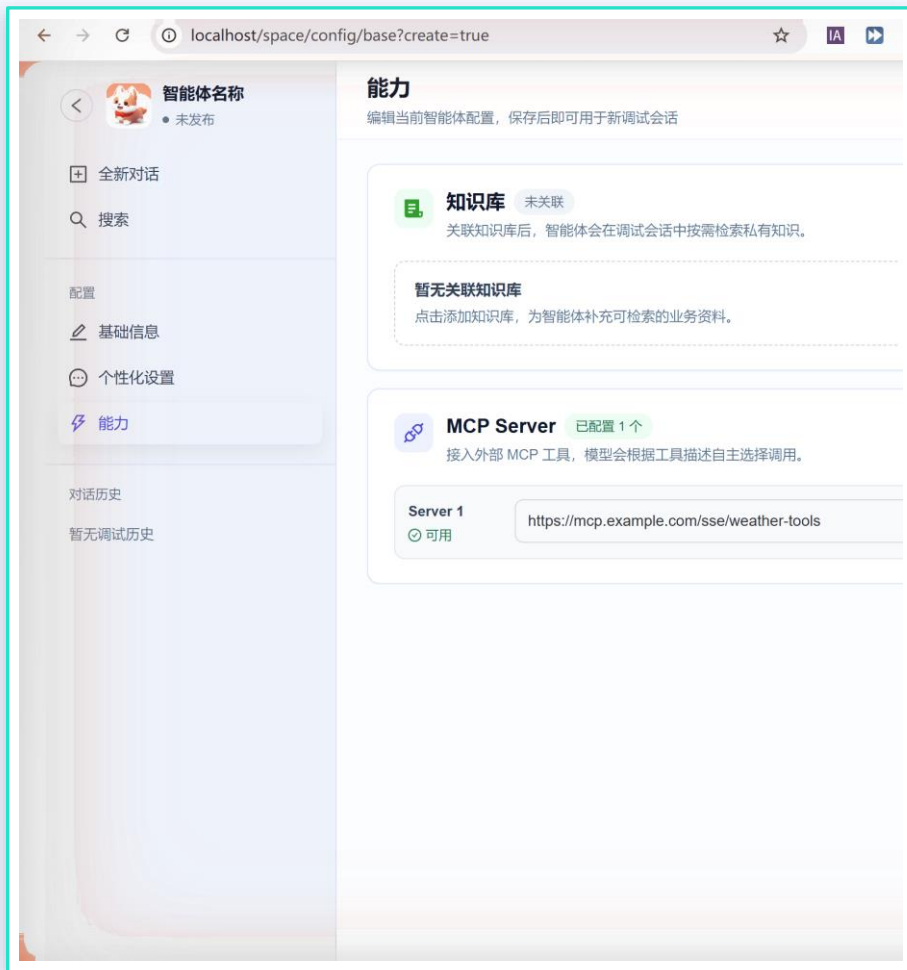 localhost/space/config/base?create=true
IA
智能体名称
未发布
全新对话
搜索
配置
基础信息
个性化设置
能力
对话历史
暂无调试历史
能力
编辑当前智能体配置，保存后即可用于新调试会话
知识库 未关联
关联知识库后，智能体会在调试会话中按需检索私有知识。
暂无关联知识库
点击添加知识库，为智能体补充可检索的业务资料。
MCP Server 已配置 1 个
接入外部 MCP 工具，模型会根据工具描述自主选择调用。
Server 1
可用
https://mcp.example.com/sse/weather-tools